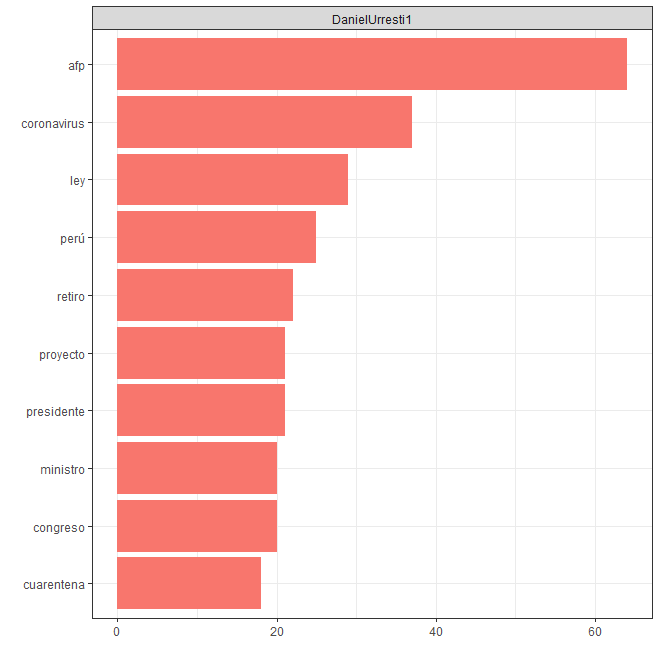 DanielUrresti1
afp
coronavirus
ley
perú
retiro
proyecto
presidente
ministro
congreso
cuarentena
0 20 40 60